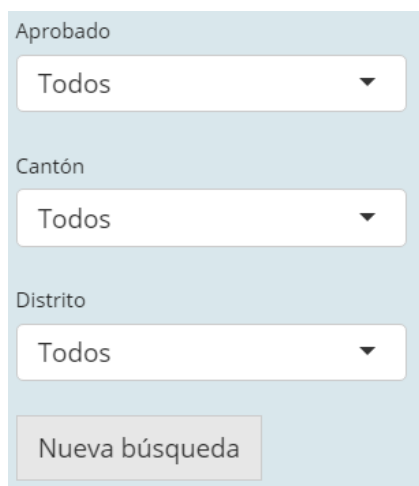 Aprobado
Todos
Cantón
Todos
Distrito
Todos
Nueva búsqueda